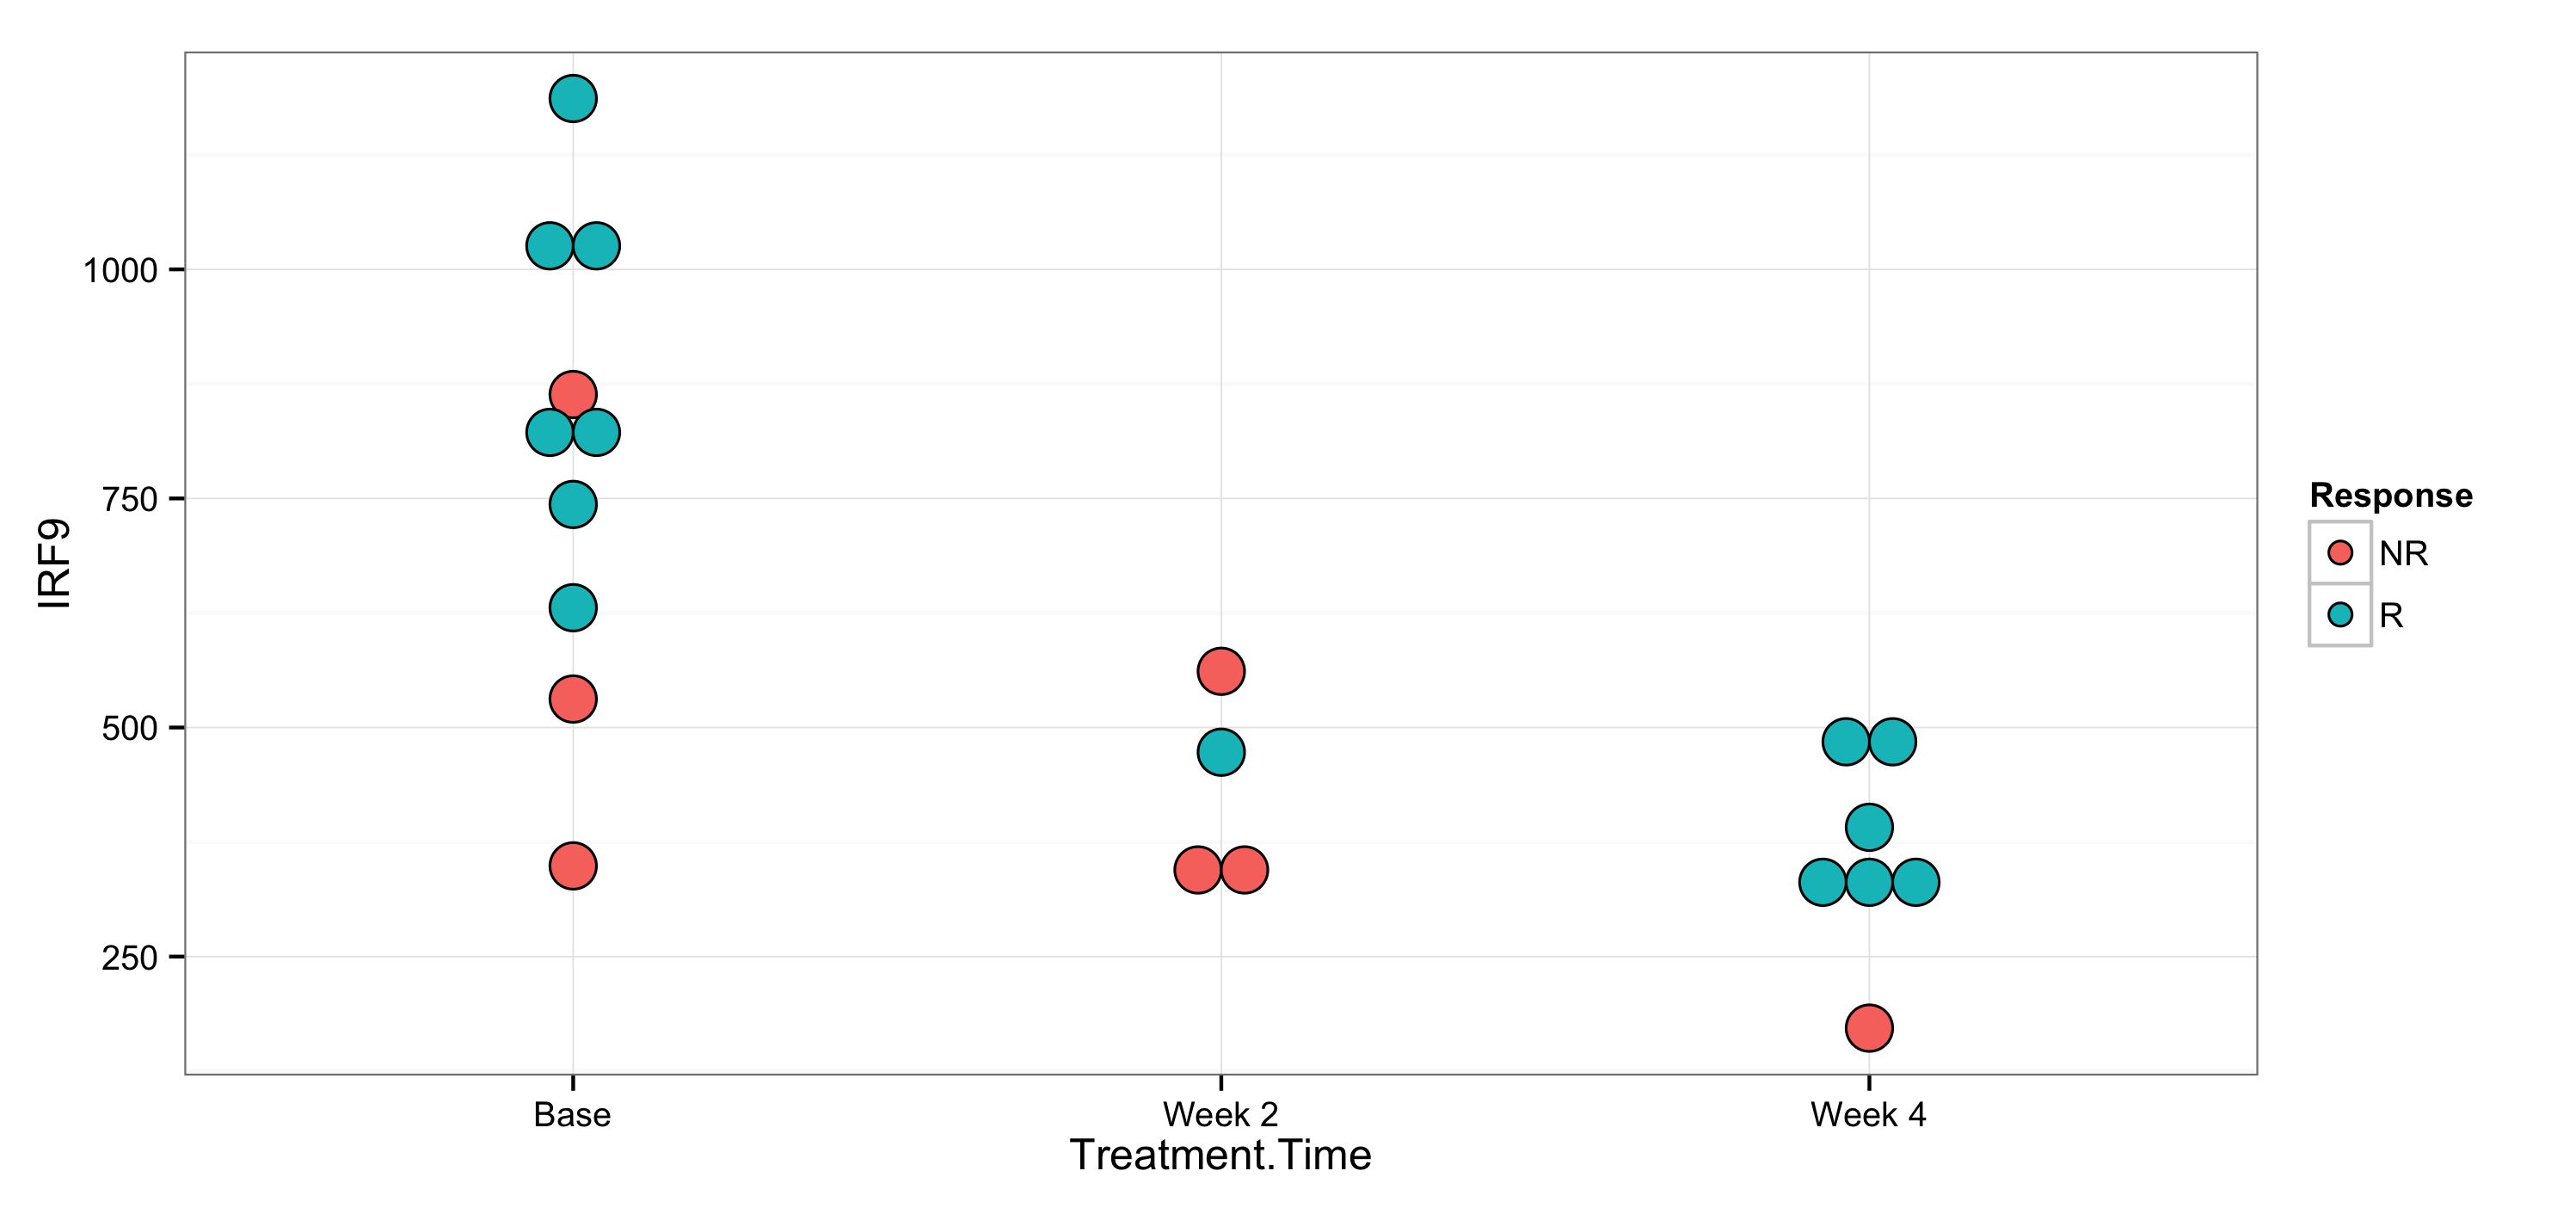 IRF9
1000
750
500
250
Base
Week 2
Week 4
Treatment.Time
Response
NR
R